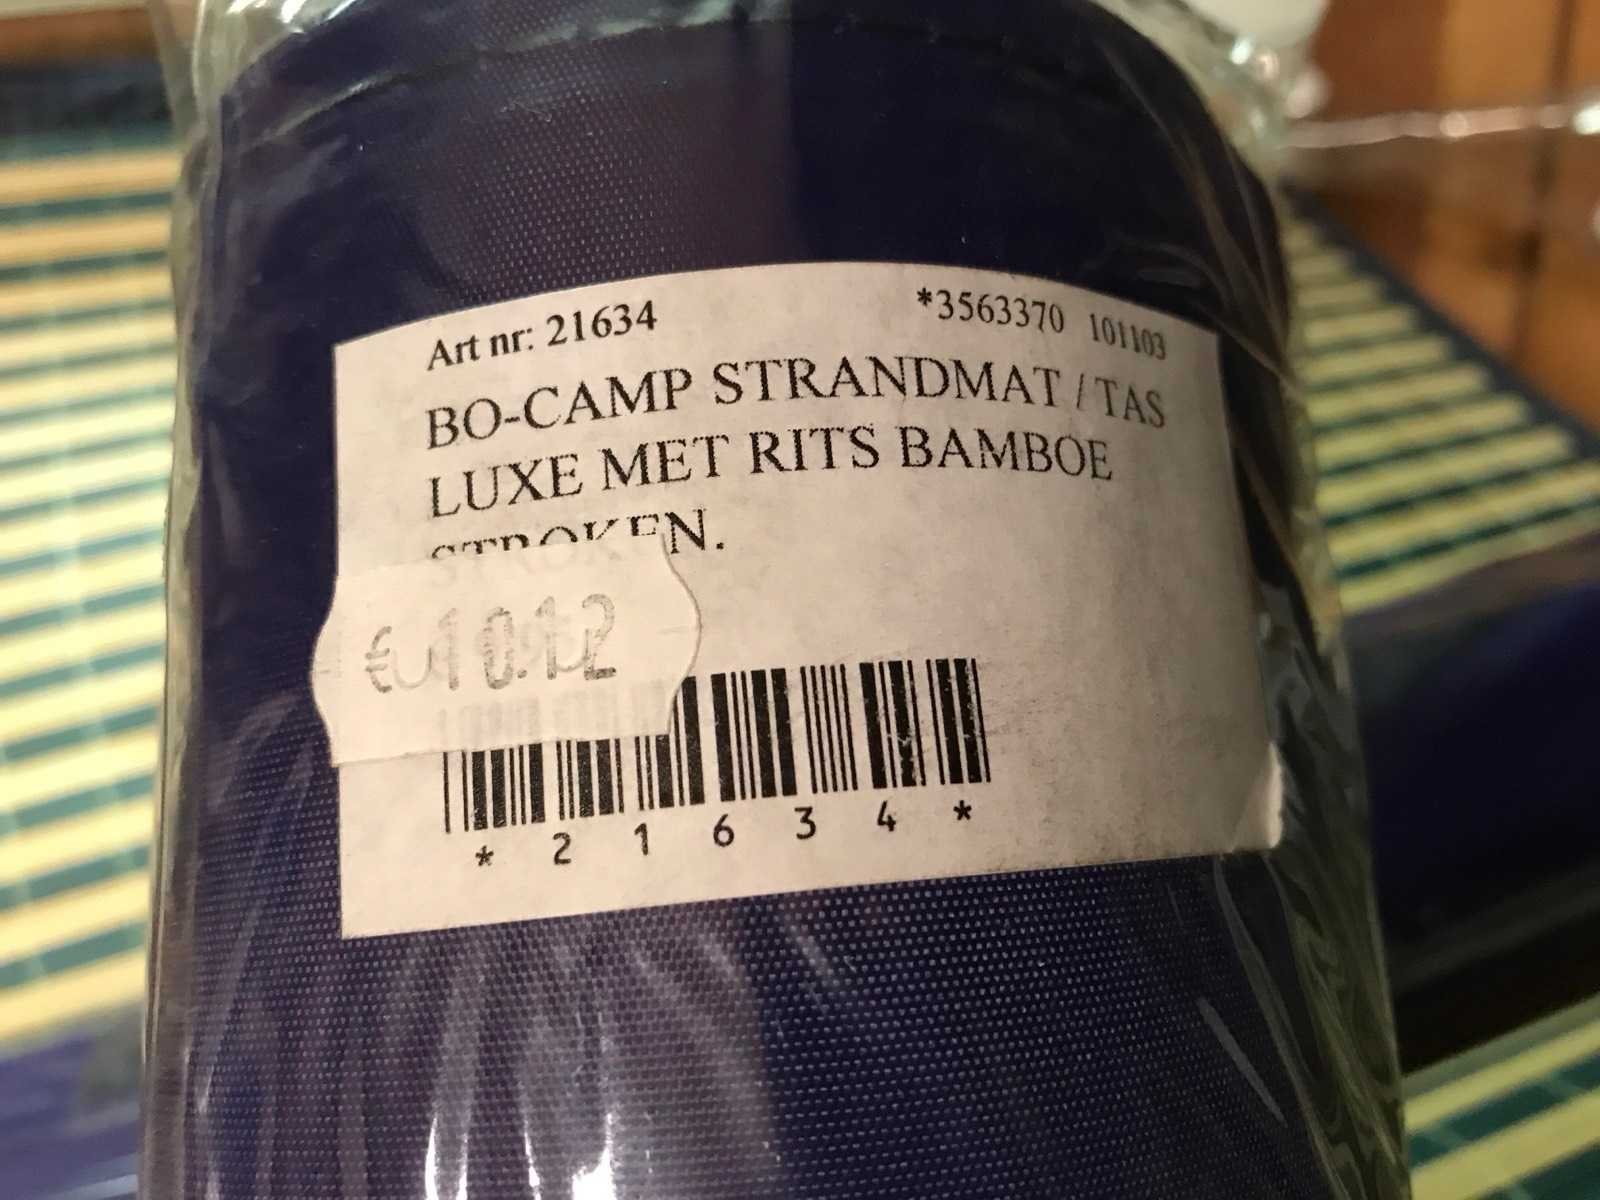 Art nr: 21634 *3563370 101103
BO-CAMP STRANDMAT / TAS
LUXE MET RITS BAMBOE
STROKEN.
€ 10.12
* 2 1 6 3 4 *